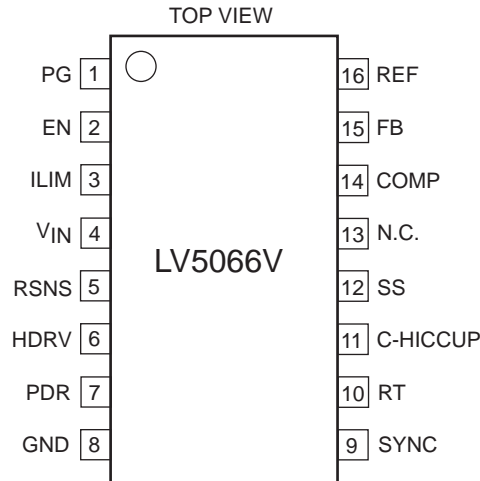 TOP VIEW
PG 1
16 REF
EN 2
15 FB
ILIM 3
14 COMP
VIN 4
13 N.C.
LV5066V
RSNS 5
12 SS
HDRV 6
11 C-HICCUP
PDR 7
10 RT
GND 8
9 SYNC